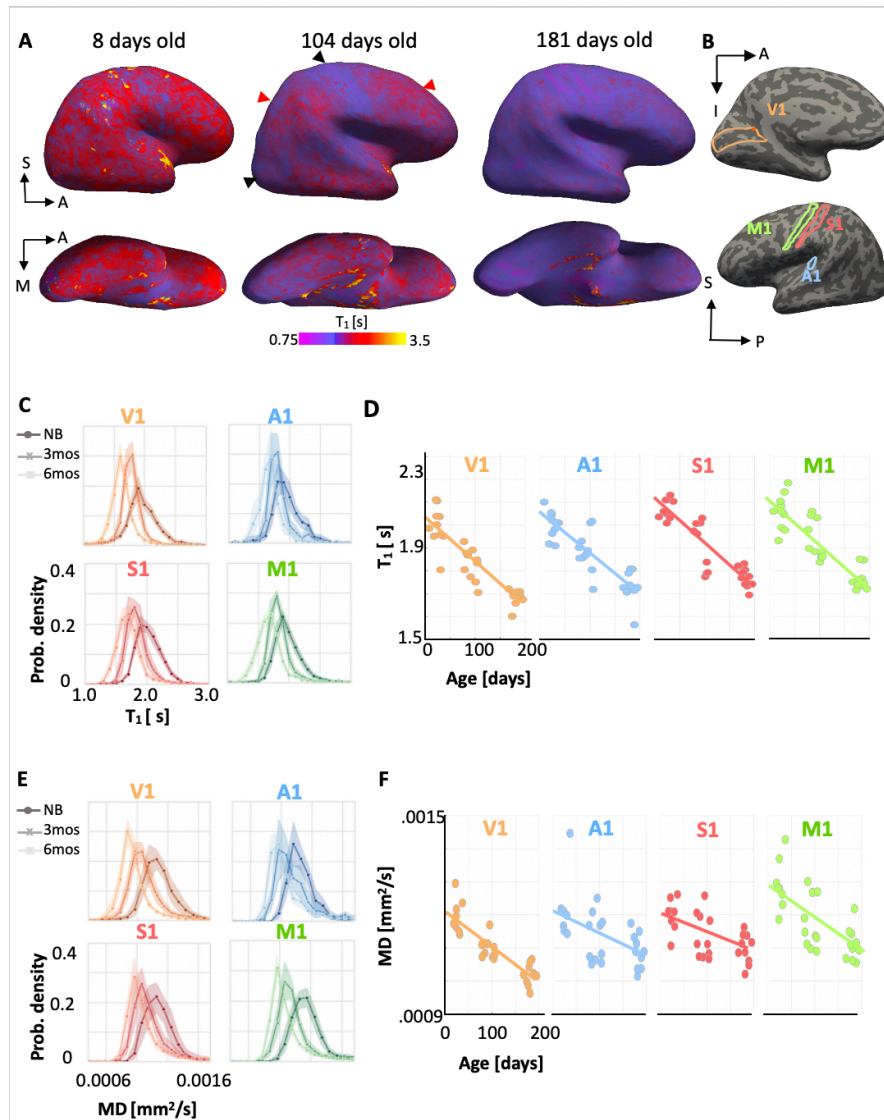 A
8 days old
104 days old
181 days old
B
S
A
A
M
T₁ [s]
0.75
3.5
A
I
V1
M1
S1
A1
S
P
C
V1
A1
NB
3mos
6mos
S1
M1
0.4
0.2
0
Prob. density
1.0
2.0
3.0
T₁ [ s]
D
V1
A1
S1
M1
2.3
1.9
1.5
T₁ [s]
0
100
200
Age [days]
E
V1
A1
NB
3mos
6mos
S1
M1
0.4
0.2
0
Prob. density
0.0006
0.0016
MD [mm²/s]
F
V1
A1
S1
M1
.0015
.0009
MD [mm²/s]
0
100
200
Age [days]